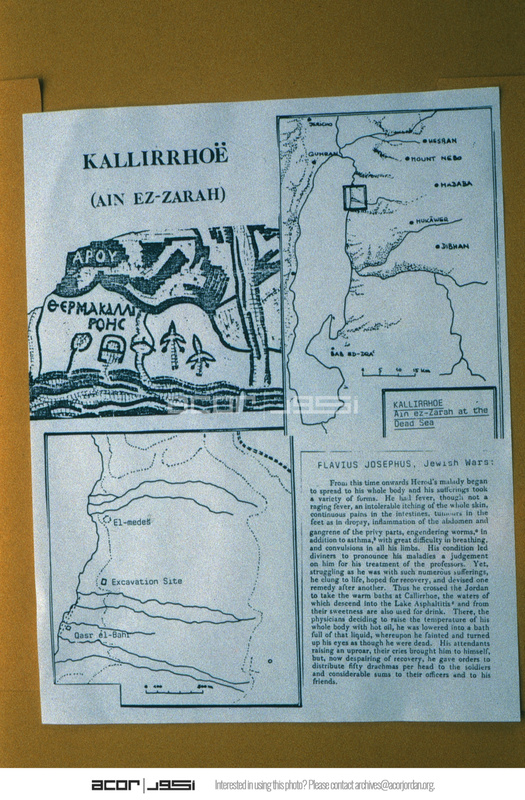 KALLIRRHOË
(AIN EZ-ZARAH)
ΑΡΟΥ
ΘΕΡΜΑΚΑΛΛΙ
ΡΟΗϹ
JERICHO
GUMRAN
HESBAN
MOUNT NEBO
MADABA
MUKĀWER
DIBHAN
BAB ED-DRA'
0 5 10 15 Km
KALLIRRHOE
Ain ez-Zarah at the
Dead Sea
El-medeš
Excavation Site
Qasr el-Bahr
FLAVIUS JOSEPHUS, Jewish Wars:
From this time onwards Herod's malady began
to spread to his whole body and his sufferings took
a variety of forms. He had fever, though not a
raging fever, an intolerable itching of the whole skin,
continuous pains in the intestines, tumours in the
feet as in dropsy, inflammation of the abdomen and
gangrene of the privy parts, engendering worms, in
addition to asthma, with great difficulty in breathing,
and convulsions in all his limbs. His condition led
diviners to pronounce his maladies a judgement
on him for his treatment of the professors. Yet,
struggling as he was with such numerous sufferings,
he clung to life, hoped for recovery, and devised one
remedy after another. Thus he crossed the Jordan
to take the warm baths at Callirrhoe, the waters of
which descend into the Lake Asphaltitis and from
their sweetness are also used for drink. There, the
physicians deciding to raise the temperature of his
whole body with hot oil, he was lowered into a bath
full of that liquid, whereupon he fainted and turned
up his eyes as though he were dead. His attendants
raising an uproar, their cries brought him to himself,
but, now despairing of recovery, he gave orders to
distribute fifty drachmas per head to the soldiers
and considerable sums to their officers and to his
friends.
acor
acor
Interested in using this photo? Please contact archives@acorjordan.org.